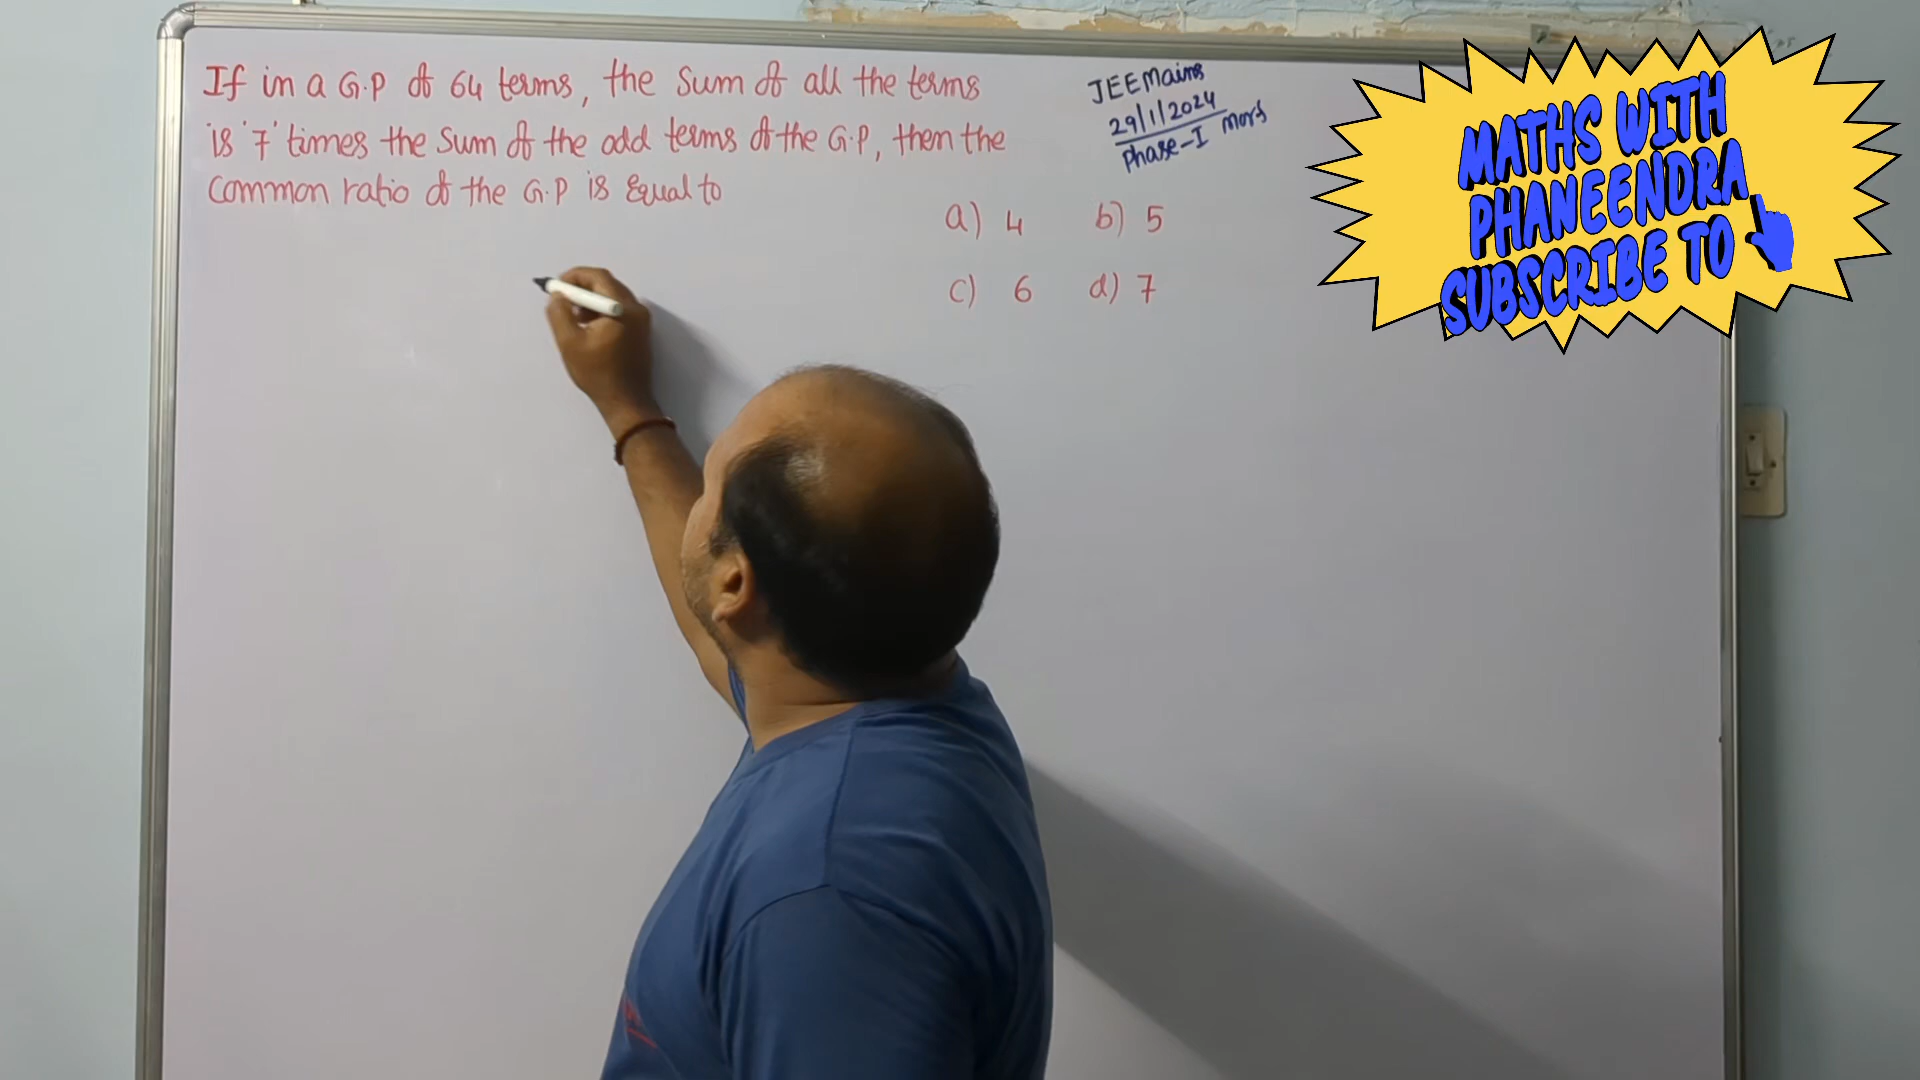 If in a G.P of 64 terms, the sum of all the terms
is '7' times the sum of the odd terms of the G.P, then the
common ratio of the G.P is Equal to
a) 4 b) 5
c) 6 d) 7
JEE Mains
29/1/2024
phase-I mors
MATHS WITH
PHANEENDRA
SUBSCRIBE TO